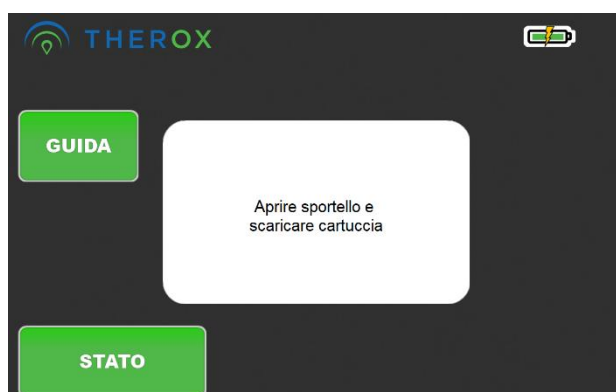 THEROX
GUIDA
Aprire sportello e
scaricare cartuccia
STATO